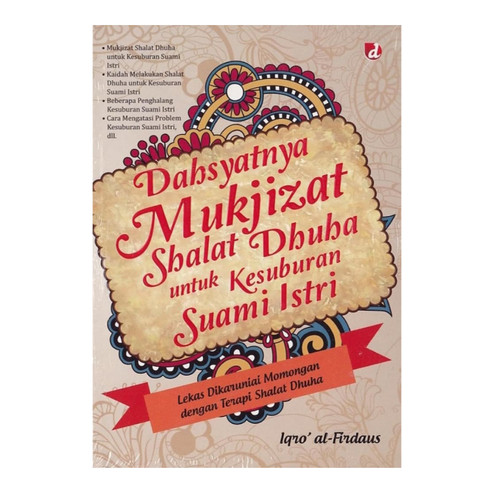 • Mukjizat Shalat Dhuha
untuk Kesuburan Suami
Istri
• Kaidah Melakukan Shalat
Dhuha untuk Kesuburan
Suami Istri
• Beberapa Penghalang
Kesuburan Suami Istri
• Cara Mengatasi Problem
Kesuburan Suami Istri,
dll.
d
Dahsyatnya
Mukjizat
Shalat Dhuha
untuk Kesuburan
Suami Istri
Lekas Dikaruniai Momongan
dengan Terapi Shalat Dhuha
Iqro' al-Firdaus